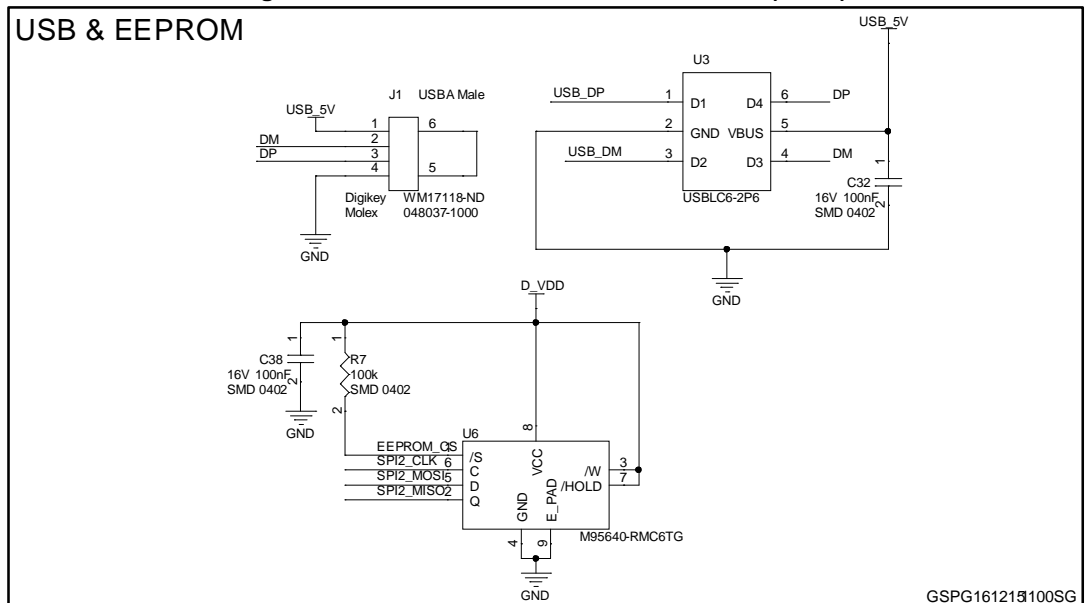 USB & EEPROM
USB_5V
U3
J1 USBA Male
USB_5V
1 6
DM 2
DP 3
4 5
Digikey WM17118-ND
Molex 048037-1000
GND
USB_DP 1 D1 D4 6 DP
2 GND VBUS 5
USB_DM 3 D2 D3 4 DM
USBLC6-2P6
1
C32
16V 100nF
SMD 0402
2
GND
D_VDD
1
C38
16V 100nF
SMD 0402
2
GND
1
R7
100k
SMD 0402
2
U6
8
EEPROM_CS 1 /S
SPI2_CLK 6 C
SPI2_MOSI 5 D
SPI2_MISO 2 Q
VCC
/W 3
/HOLD 7
GND
E_PAD
M95640-RMC6TG
4 9
GND
GSPG1612151100SG